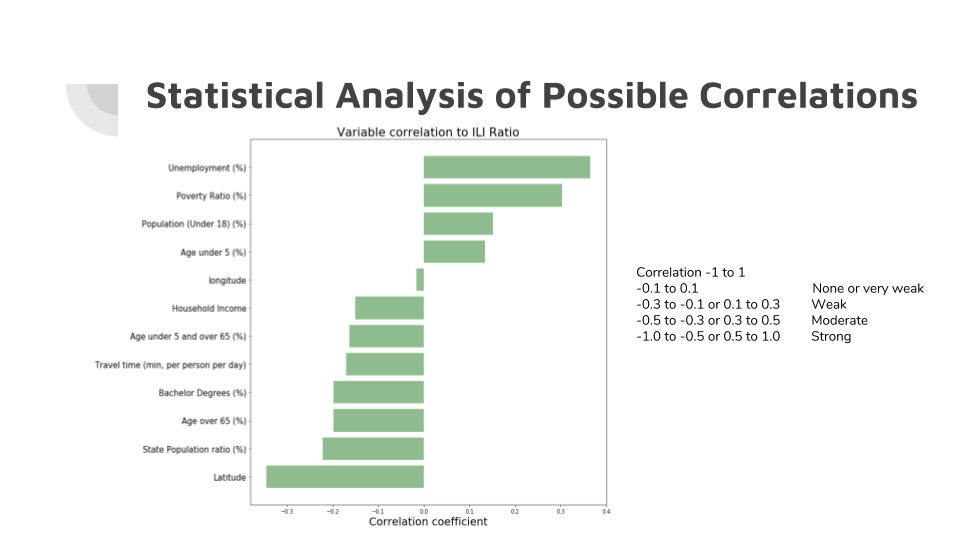 Statistical Analysis of Possible Correlations
Variable correlation to ILI Ratio
Unemployment (%)
Poverty Ratio (%)
Population (Under 18) (%)
Age under 5 (%)
longitude
Household Income
Age under 5 and over 65 (%)
Travel time (min, per person per day)
Bachelor Degrees (%)
Age over 65 (%)
State Population ratio (%)
Latitude
−0.3 −0.2 −0.1 0.0 0.1 0.2 0.3 0.4
Correlation coefficient
Correlation -1 to 1
-0.1 to 0.1 None or very weak
-0.3 to -0.1 or 0.1 to 0.3 Weak
-0.5 to -0.3 or 0.3 to 0.5 Moderate
-1.0 to -0.5 or 0.5 to 1.0 Strong